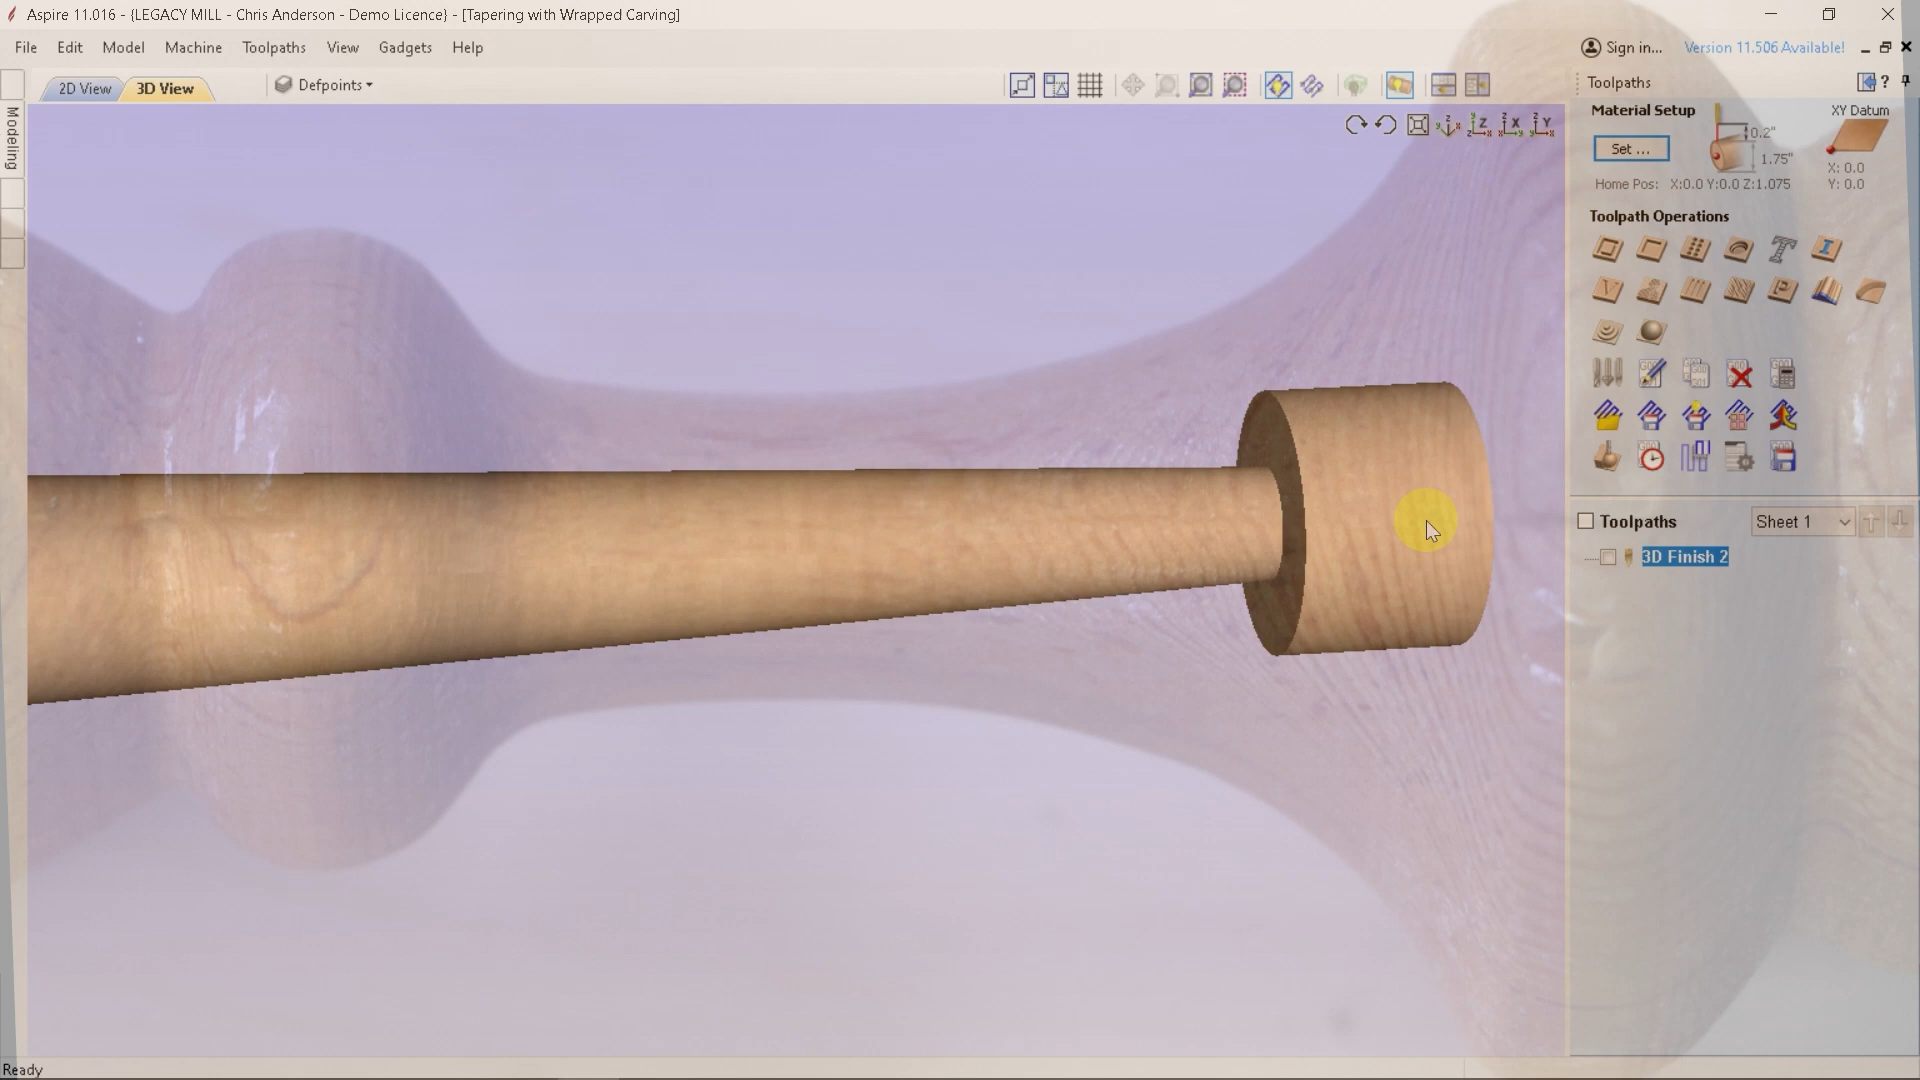 Aspire 11.016 - {LEGACY MILL - Chris Anderson - Demo Licence} - [Tapering with Wrapped Carving]
File Edit Model Machine Toolpaths View Gadgets Help
Sign in... Version 11.506 Available!
2D View 3D View Defpoints
Toolpaths
Modeling
Material Setup XY Datum
Set ...
0.2"
1.75"
X: 0.0
Home Pos: X:0.0 Y:0.0 Z:1.075 Y: 0.0
Toolpath Operations
Toolpaths Sheet 1
3D Finish 2
Ready